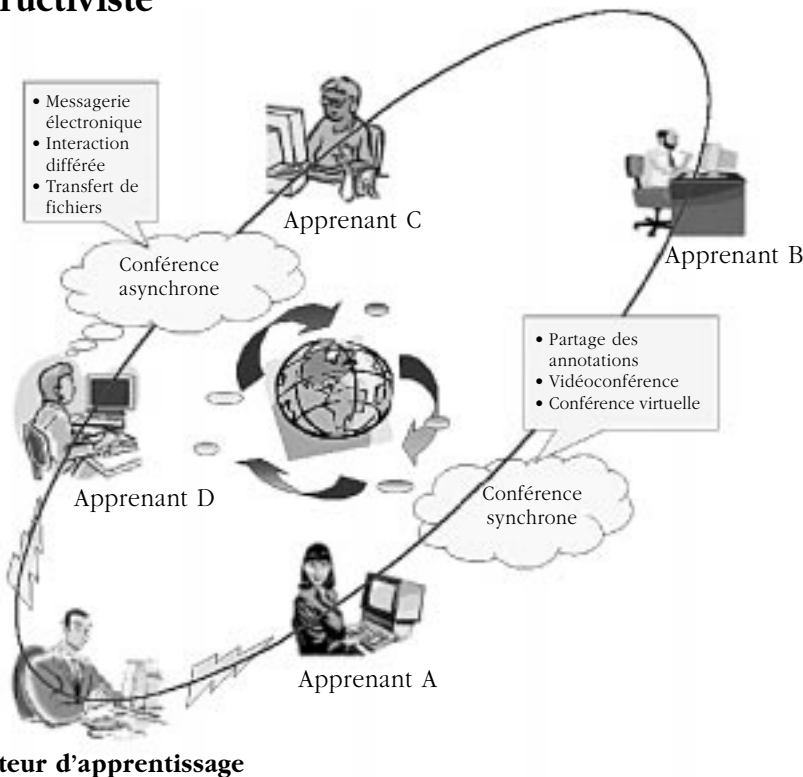 ructiviste
• Messagerie
électronique
• Interaction
différée
• Transfert de
fichiers
Apprenant C
Apprenant B
Conférence
asynchrone
• Partage des
annotations
• Vidéoconférence
• Conférence virtuelle
Apprenant D
Conférence
synchrone
Apprenant A
teur d'apprentissage